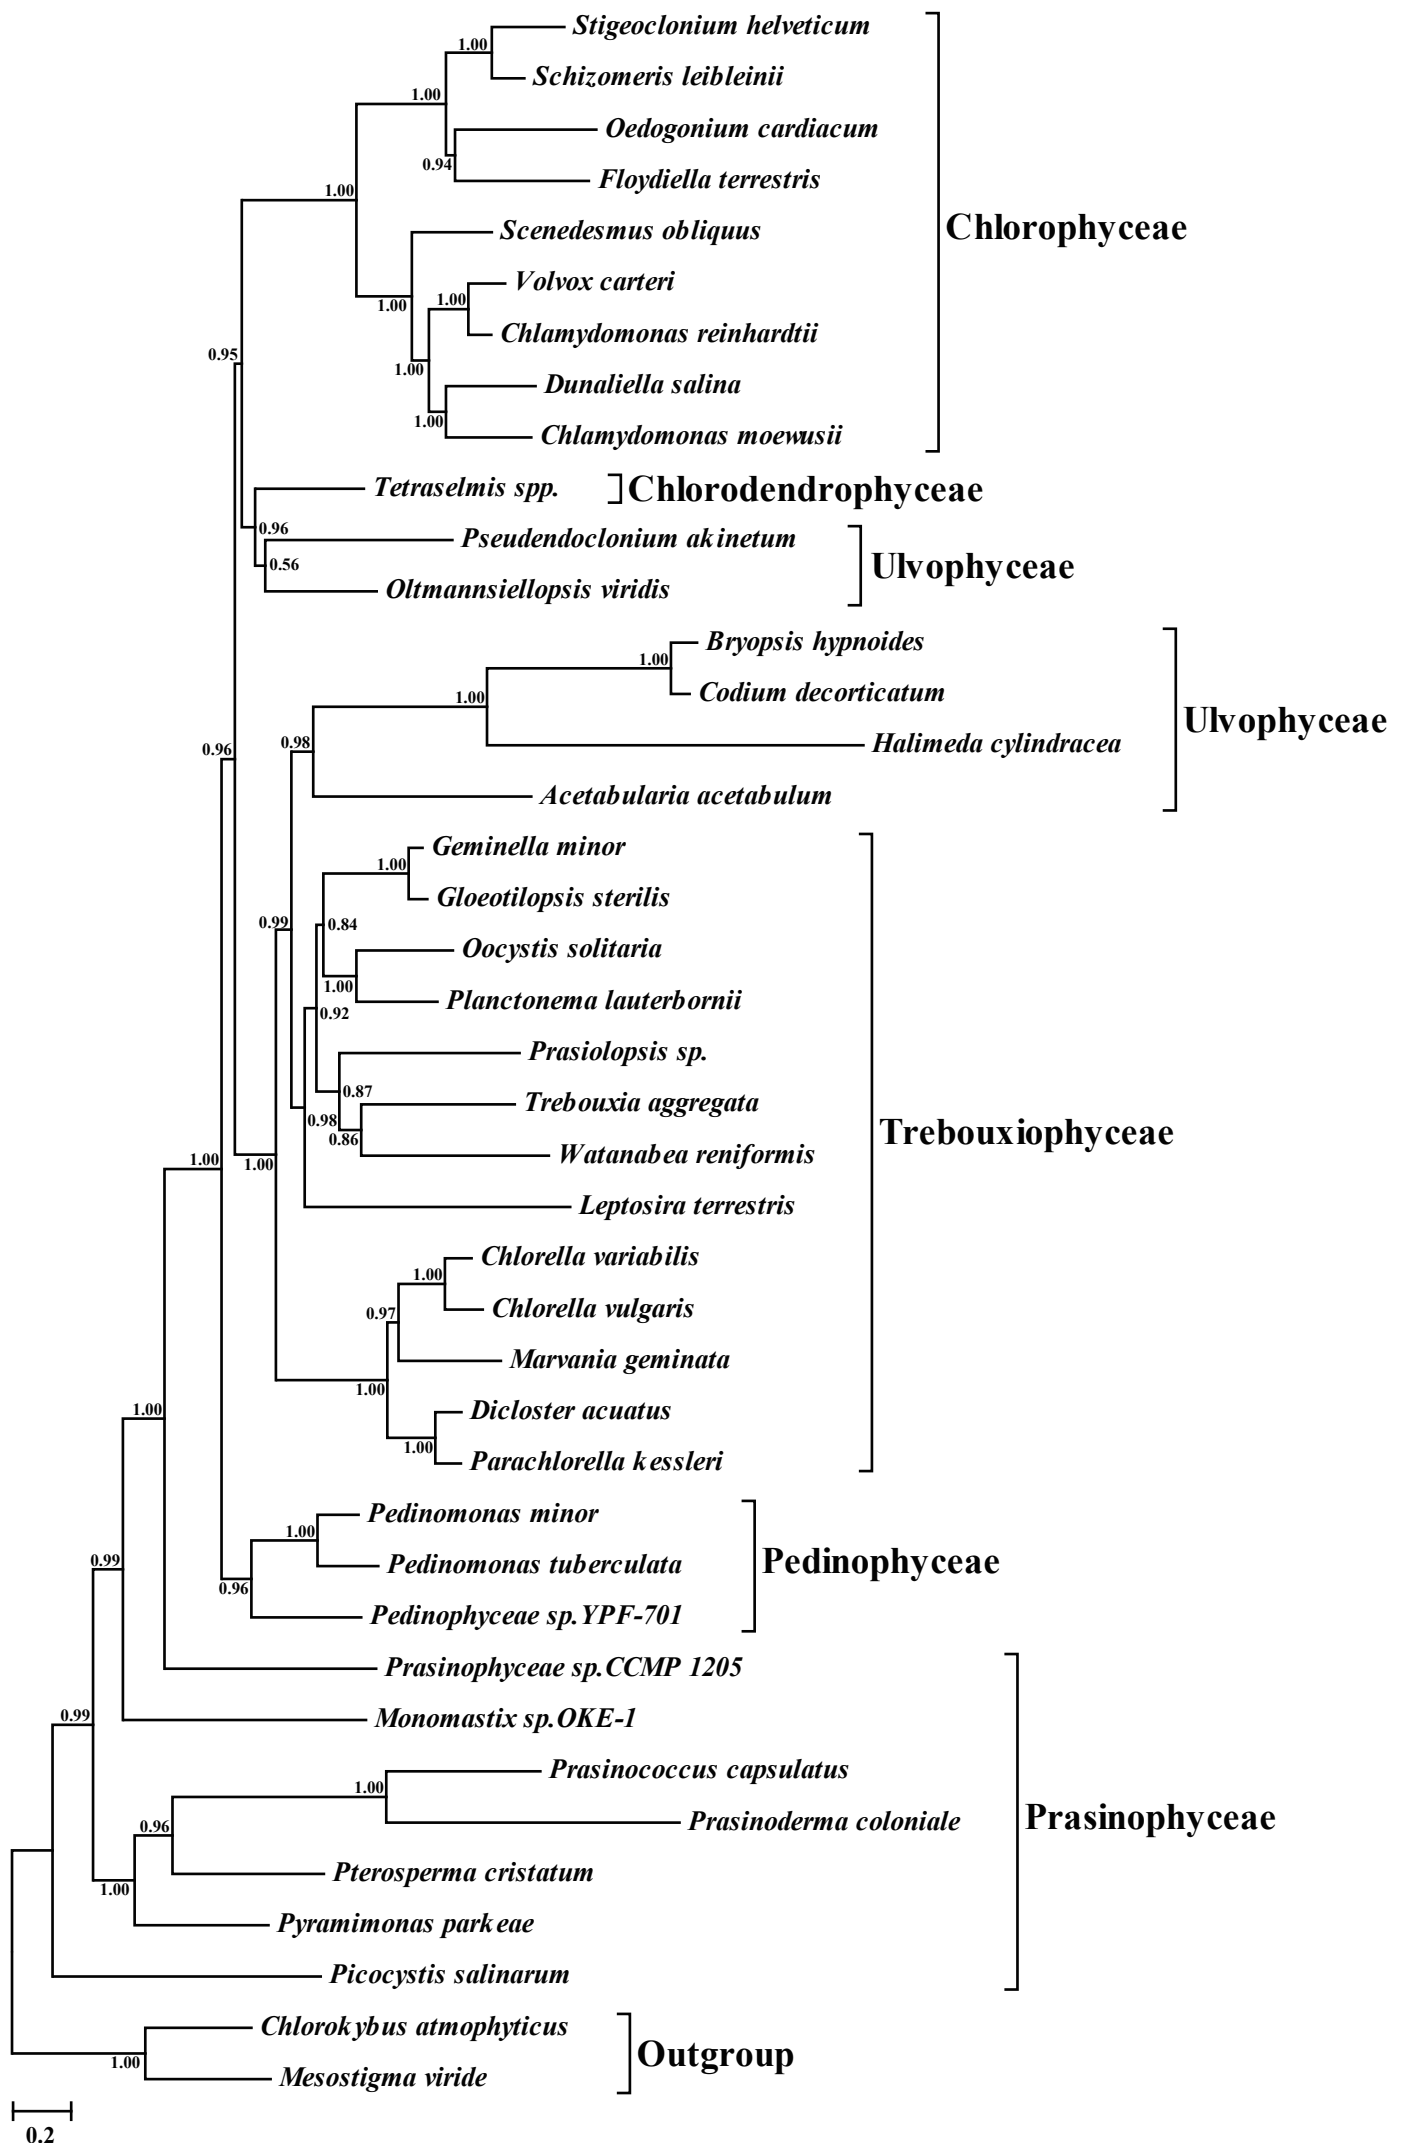 Stigeoclonium helveticum
1.00
Schizomeris leibleinii
1.00
Oedogonium cardiacum
0.94
Floydiella terrestris
1.00
Scenedesmus obliquus
Chlorophyceae
Volvox carteri
1.00
1.00
Chlamydomonas reinhardtii
0.95
1.00
Dunaliella salina
1.00
Chlamydomonas moewusii
Tetraselmis spp.
Chlorodendrophyceae
0.96
Pseudendoclonium akinetum
0.56
Ulvophyceae
Oltmannsiellopsis viridis
Bryopsis hypnoides
1.00
Codium decorticatum
1.00
Ulvophyceae
0.96
0.98
Halimeda cylindracea
Acetabularia acetabulum
Geminella minor
1.00
Gloeotilopsis sterilis
0.99
0.84
Oocystis solitaria
1.00
Planctonema lauterbornii
0.92
Prasiolopsis sp.
0.87
Trebouxia aggregata
0.98
0.86
Trebouxiophyceae
Watanabea reniformis
1.00
1.00
Leptosira terrestris
Chlorella variabilis
1.00
Chlorella vulgaris
0.97
Marvania geminata
1.00
Dicloster acuatus
1.00
1.00
Parachlorella kessleri
Pedinomonas minor
1.00
Pedinomonas tuberculata
Pedinophyceae
0.99
0.96
Pedinophyceae sp.YPF-701
Prasinophyceae sp.CCMP 1205
Monomastix sp.OKE-1
0.99
Prasinococcus capsulatus
1.00
Prasinoderma coloniale
Prasinophyceae
0.96
Pterosperma cristatum
1.00
Pyramimonas parkeae
Picocystis salinarum
Chlorokybus atmophyticus
1.00
Outgroup
Mesostigma viride
0.2